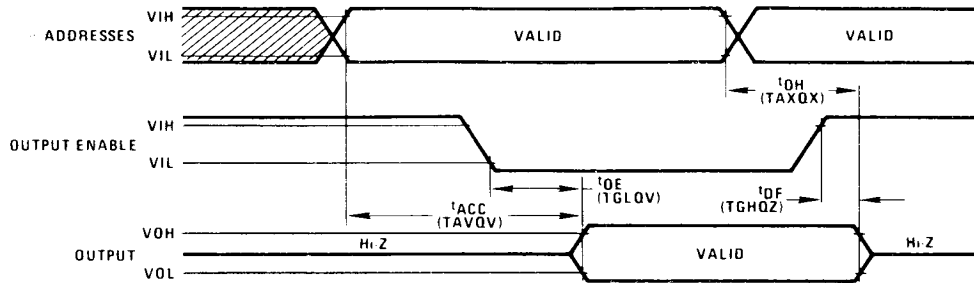 VIH
ADDRESSES
VALID
VALID
VIL
tOH
(TAXQX)
VIH
OUTPUT ENABLE
VIL
tOE
(TGLQV)
tDF
(TGHQZ)
tACC
(TAVQV)
VOH
Hi-Z
OUTPUT
VALID
Hi-Z
VOL